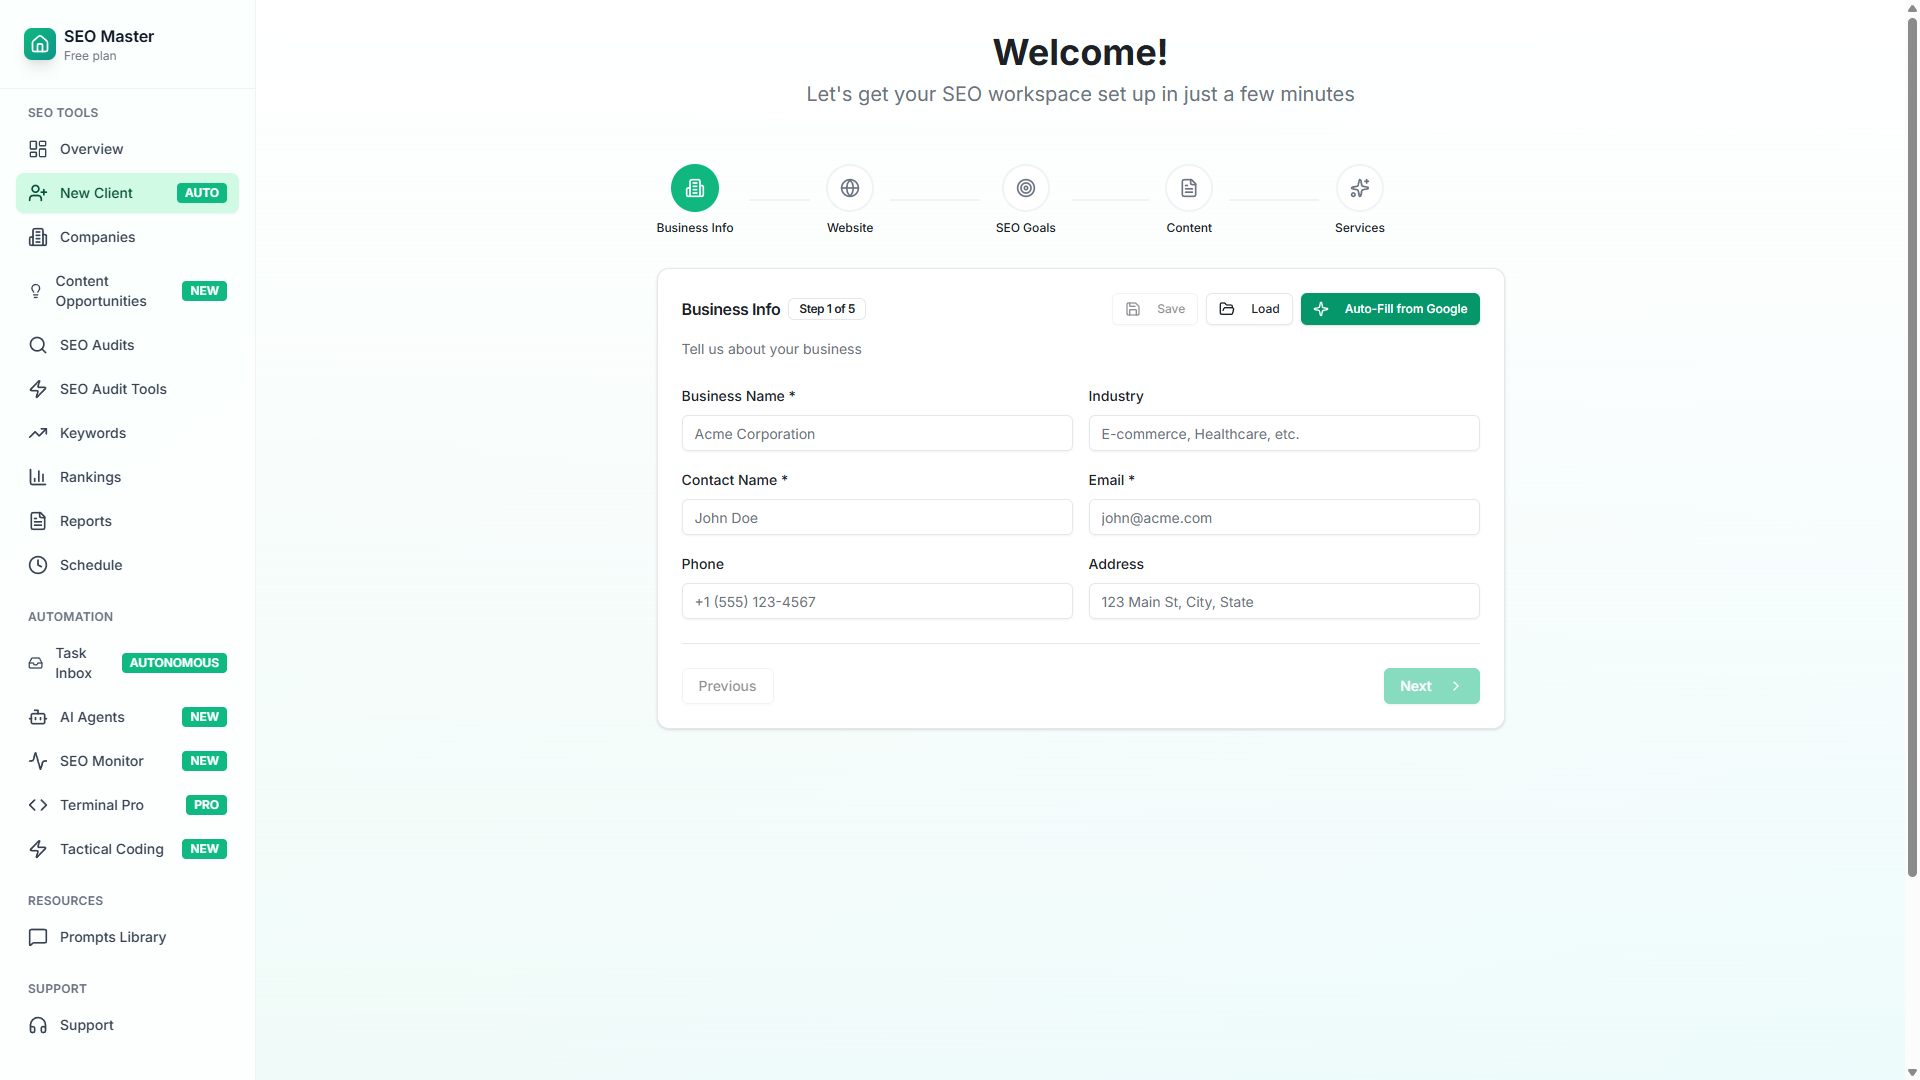 SEO Master
Free plan
SEO TOOLS
Overview
New Client AUTO
Companies
Content
Opportunities NEW
SEO Audits
SEO Audit Tools
Keywords
Rankings
Reports
Schedule
AUTOMATION
Task
Inbox AUTONOMOUS
AI Agents NEW
SEO Monitor NEW
Terminal Pro PRO
Tactical Coding NEW
RESOURCES
Prompts Library
SUPPORT
Support
Welcome!
Let's get your SEO workspace set up in just a few minutes
Business Info Website SEO Goals Content Services
Business Info Step 1 of 5 Save Load Auto-Fill from Google
Tell us about your business
Business Name * Industry
Acme Corporation E-commerce, Healthcare, etc.
Contact Name * Email *
John Doe john@acme.com
Phone Address
+1 (555) 123-4567 123 Main St, City, State
Previous Next